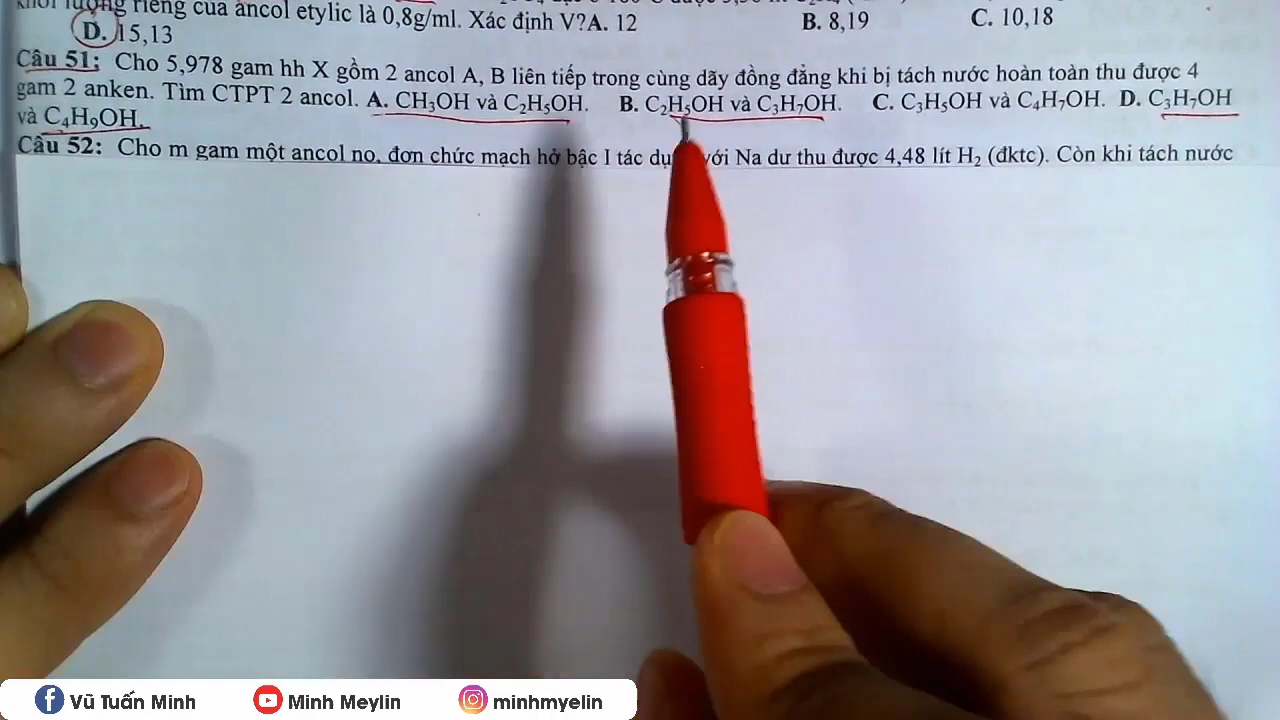 lượng riêng của ancol etylic là 0,8g/ml. Xác định V?A. 12 B. 8,19 C. 10,18
D. 15,13
Câu 51: Cho 5,978 gam hh X gồm 2 ancol A, B liên tiếp trong cùng dãy đồng đẳng khi bị tách nước hoàn toàn thu được 4
gam 2 anken. Tìm CTPT 2 ancol. A. CH₃OH và C₂H₅OH. B. C₂H₅OH và C₃H₇OH. C. C₃H₅OH và C₄H₇OH. D. C₃H₇OH
và C₄H₉OH.
Câu 52: Cho m gam một ancol no, đơn chức mạch hở bậc I tác với Na dư thu được 4,48 lít H₂ (đktc). Còn khi tách nước
Vũ Tuấn Minh Minh Meylin minhmyelin